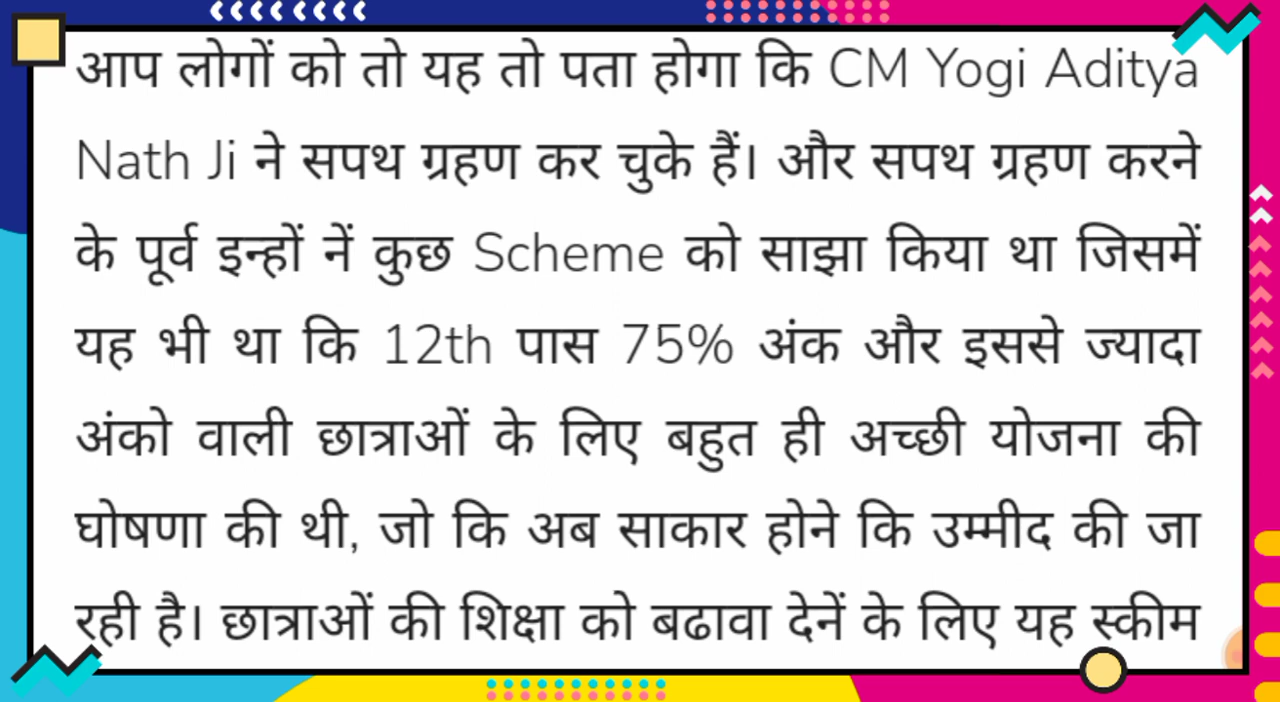 आप लोगों को तो यह तो पता होगा कि CM Yogi Aditya
Nath Ji ने सपथ ग्रहण कर चुके हैं। और सपथ ग्रहण करने
के पूर्व इन्हों नें कुछ Scheme को साझा किया था जिसमें
यह भी था कि 12th पास 75% अंक और इससे ज्यादा
अंको वाली छात्राओं के लिए बहुत ही अच्छी योजना की
घोषणा की थी, जो कि अब साकार होने कि उम्मीद की जा
रही है। छात्राओं की शिक्षा को बढावा देनें के लिए यह स्कीम